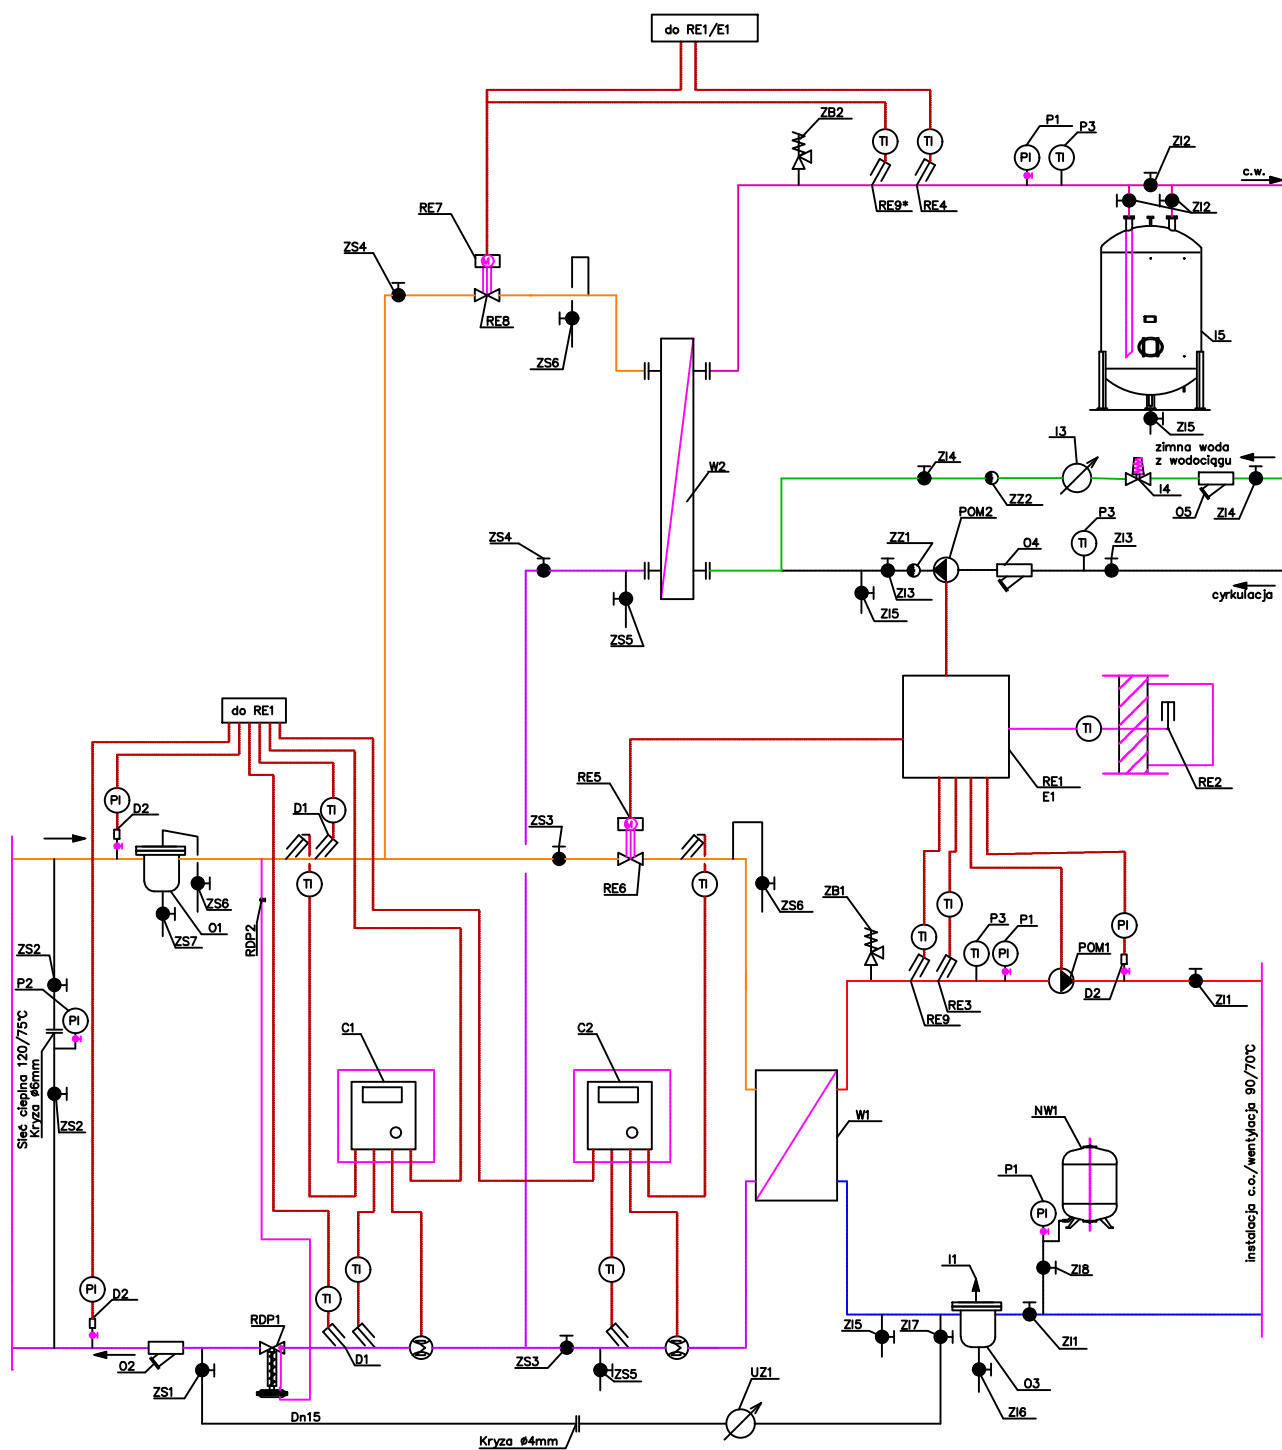 do RE1/E1
ZB2
P1
P3
ZI2
TI
TI
PI
TI
c.w.
RE7
RE9*
RE4
ZI2
ZS4
M
RE8
ZS6
I5
ZI5
I3
zimna woda
z wodociągu
ZI4
W2
I4
ZZ2
O5
ZI4
POM2
P3
ZS4
ZZ1
O4
ZI3
TI
ZI3
cyrkulacja
ZI5
ZS5
do RE1
TI
RE5
RE1
E1
RE2
PI
D2
D1
TI
ZS3
M
RE6
TI
TI
ZS6
O1
ZS7
RDP2
ZS6
ZB1
TI
P3
P1
PI
TI
TI
PI
POM1
ZS2
P2
PI
RE9
RE3
D2
ZI1
Sieć cieplna 120/75°C
Kryza ø6mm
C1
C2
ZS2
W1
NW1
P1
PI
instalacja c.o./wentylacja 90/70°C
I1
ZI8
TI
TI
TI
PI
D2
RDP1
ZI5
ZI7
ZI1
O2
D1
ZS3
ZS5
O3
ZS1
UZ1
ZI6
Dn15
Kryza ø4mm